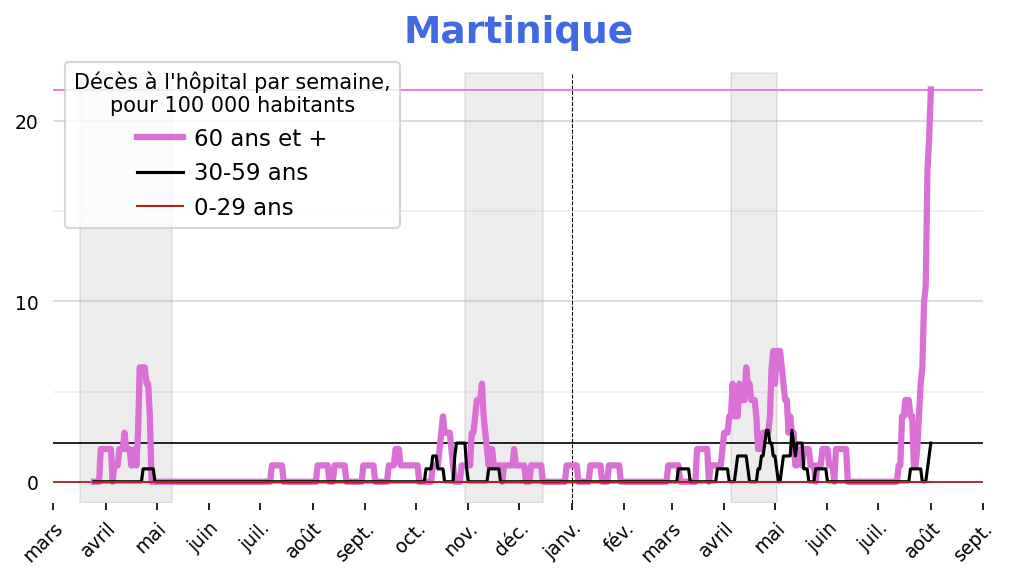 Martinique
Décès à l'hôpital par semaine,
pour 100 000 habitants
60 ans et +
30-59 ans
0-29 ans
20
10
0
mars avril mai juin juil. août sept. oct. nov. déc. janv. fév. mars avril mai juin juil. août sept.